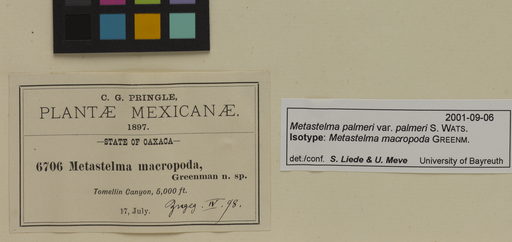 C. G. PRINGLE,
PLANTÆ MEXICANÆ.
1897.
STATE OF OAXACA
6706 Metastelma macropoda,
Greenman n. sp.
Tomellin Canyon, 5,000 ft.
17, July.
IV. 98.
2001-09-06
Metastelma palmeri var. palmeri S. WATS.
Isotype: Metastelma macropoda GREENM.
det./conf. S. Liede & U. Meve University of Bayreuth